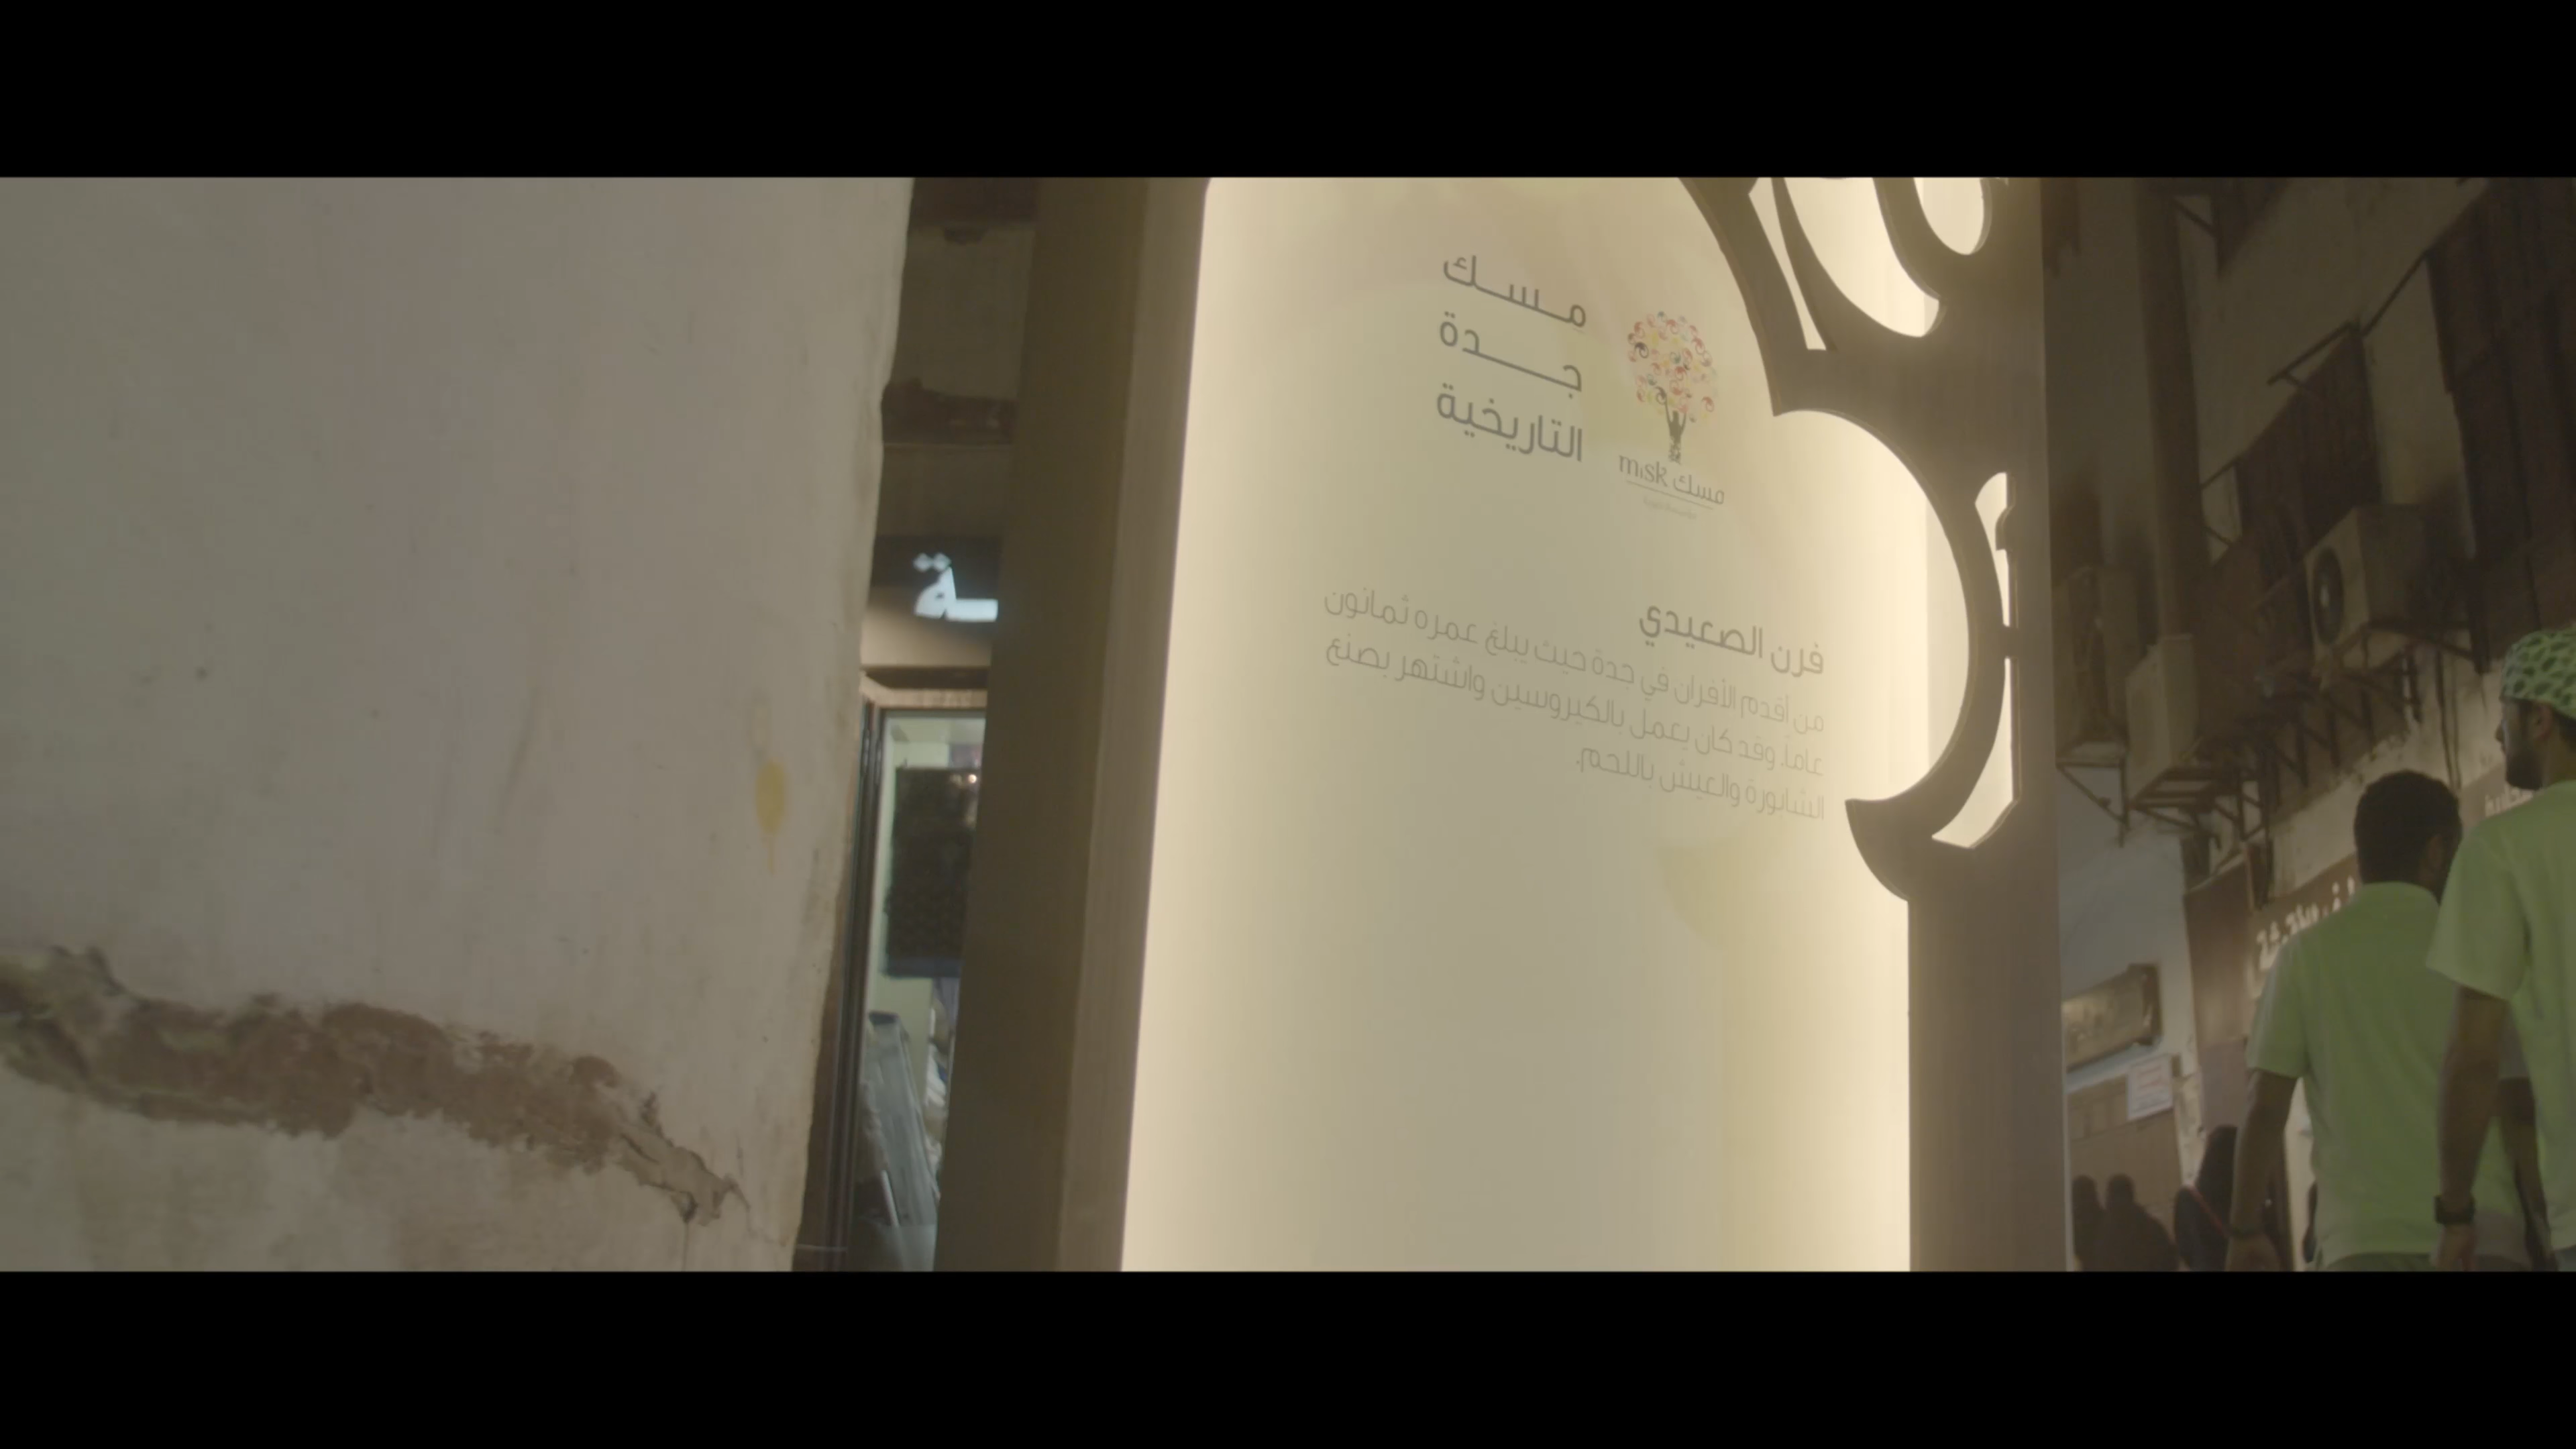 مسك
جدة
التاريخية
misk مسك
فرن الصعيدي
من أقدم الأفران في جدة حيث يبلغ عمره ثمانون
عاماً. وقد كان يعمل بالكيروسين واشتهر بصنع
الشابورة والعيش باللحم.